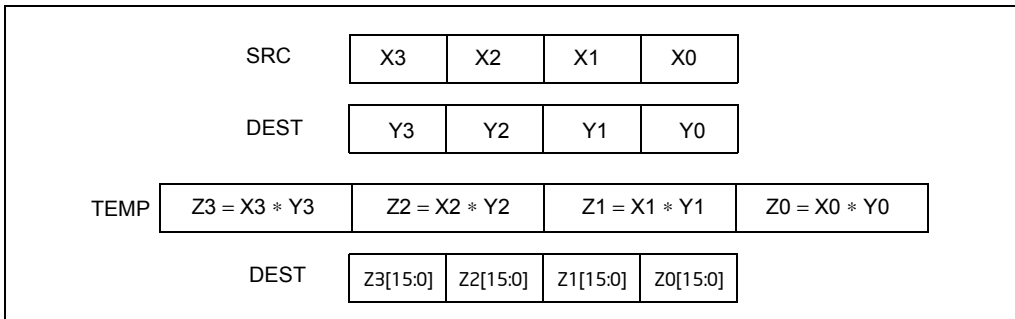 SRC X3 X2 X1 X0
DEST Y3 Y2 Y1 Y0
TEMP Z3 = X3 * Y3 Z2 = X2 * Y2 Z1 = X1 * Y1 Z0 = X0 * Y0
DEST Z3[15:0] Z2[15:0] Z1[15:0] Z0[15:0]